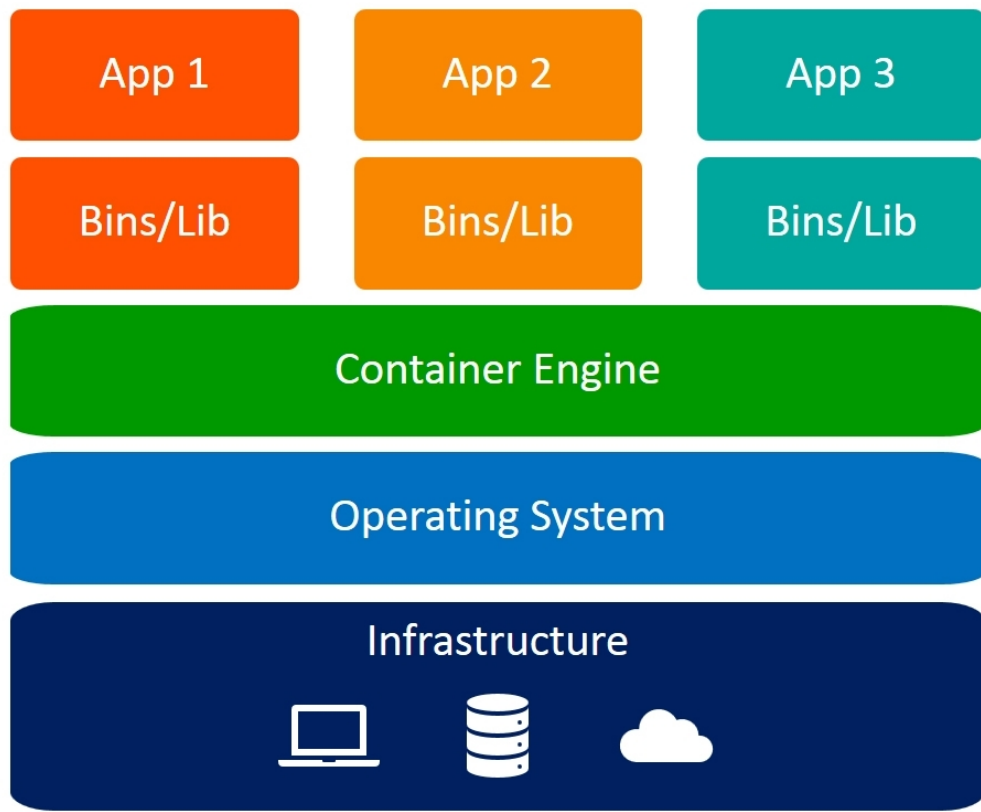 App 1
App 2
App 3
Bins/Lib
Bins/Lib
Bins/Lib
Container Engine
Operating System
Infrastructure